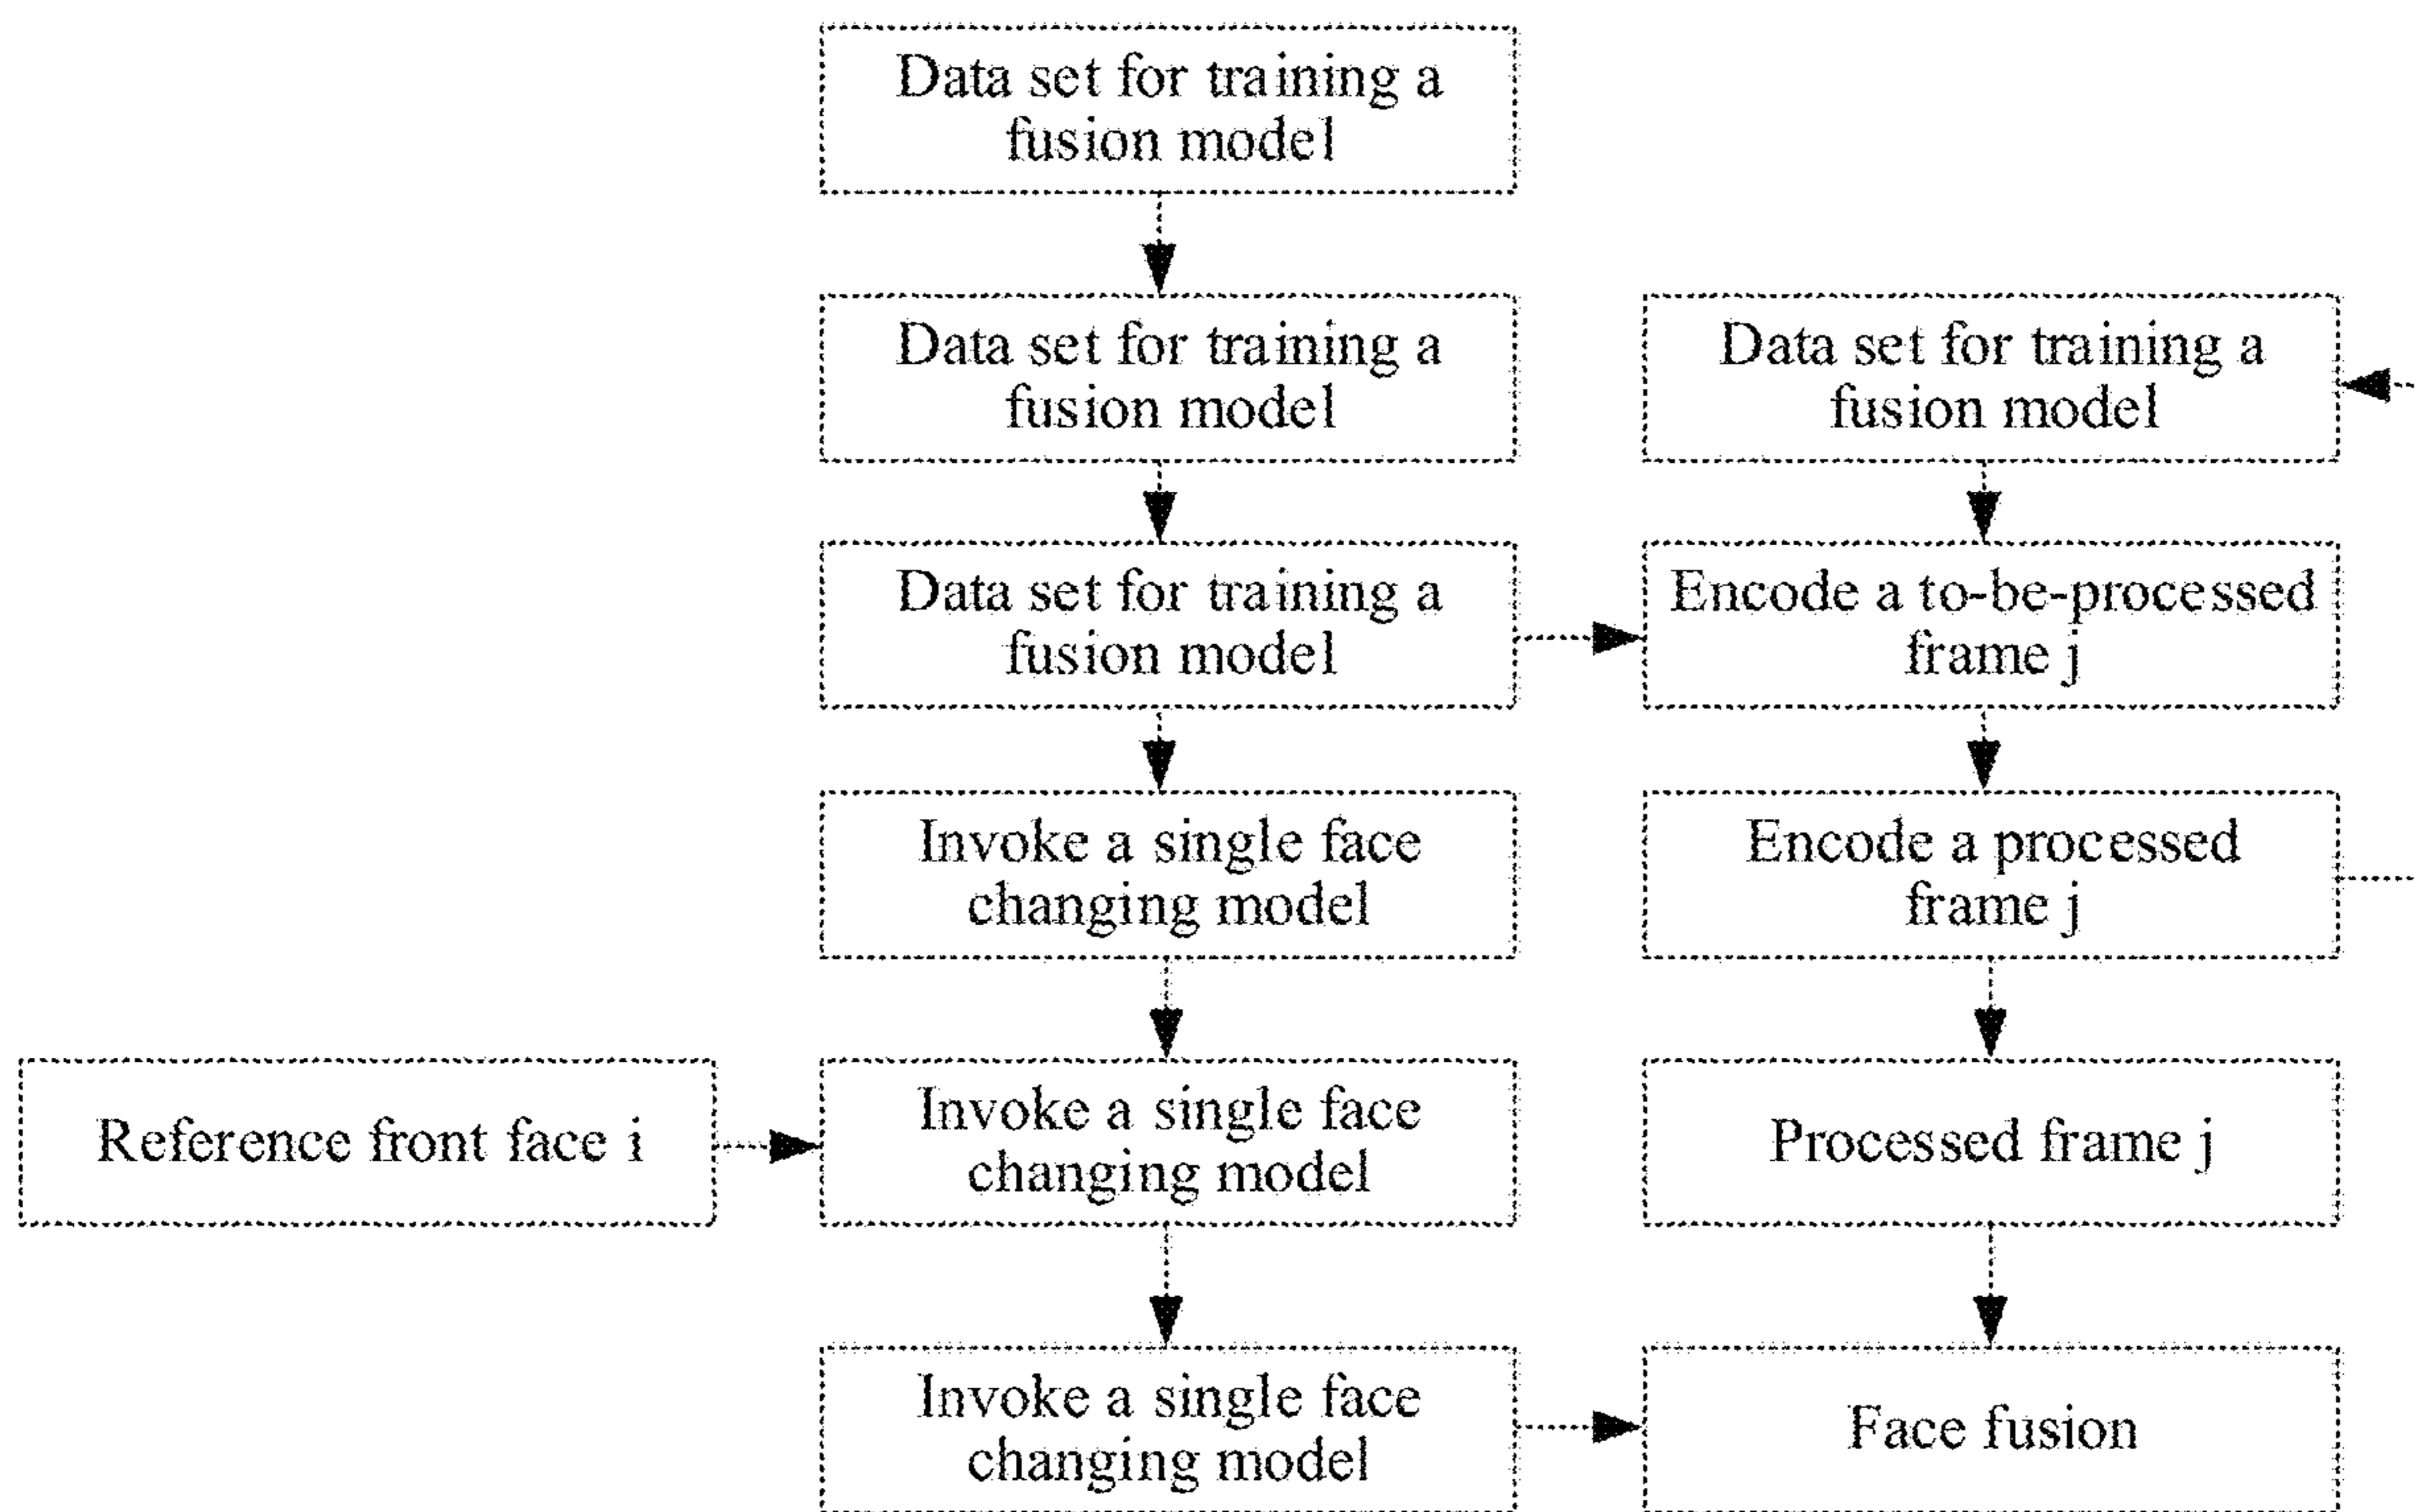 Data set for training a
fusion model
Data set for training a
fusion model
Data set for training a
fusion model
Data set for training a
fusion model
Encode a to-be-processed
frame j
Invoke a single face
changing model
Encode a processed
frame j
Reference front face i
Invoke a single face
changing model
Processed frame j
Invoke a single face
changing model
Face fusion